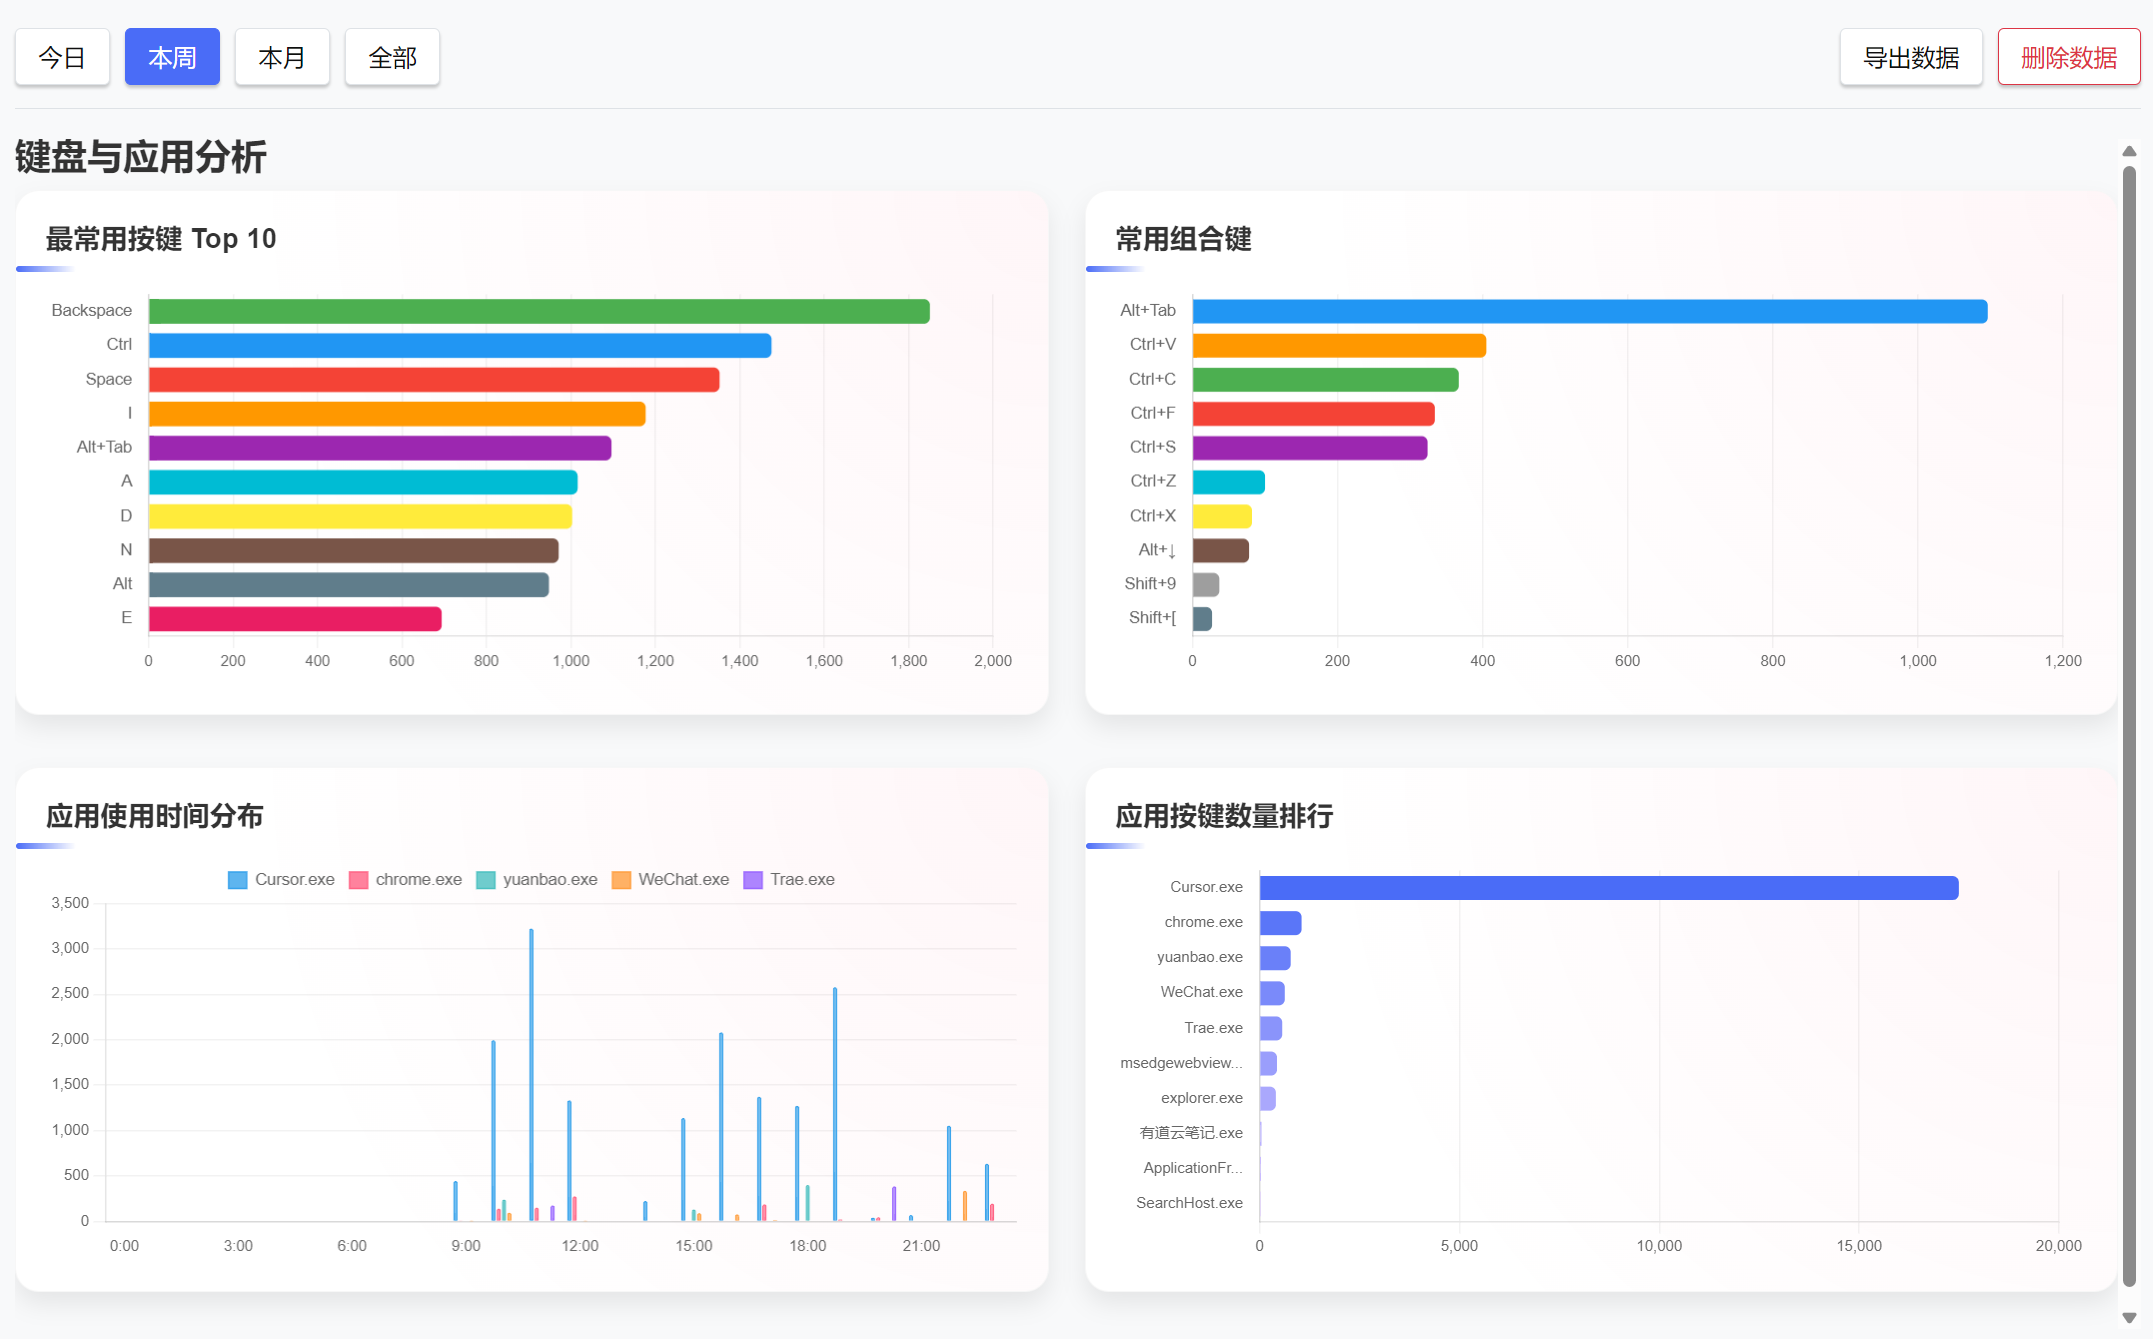 今日 本周 本月 全部 导出数据 删除数据
键盘与应用分析
最常用按键 Top 10
Backspace
Ctrl
Space
I
Alt+Tab
A
D
N
Alt
E
0 200 400 600 800 1,000 1,200 1,400 1,600 1,800 2,000
常用组合键
Alt+Tab
Ctrl+V
Ctrl+C
Ctrl+F
Ctrl+S
Ctrl+Z
Ctrl+X
Alt+↓
Shift+9
Shift+[
0 200 400 600 800 1,000 1,200
应用使用时间分布
Cursor.exe chrome.exe yuanbao.exe WeChat.exe Trae.exe
3,500
3,000
2,500
2,000
1,500
1,000
500
0
0:00 3:00 6:00 9:00 12:00 15:00 18:00 21:00
应用按键数量排行
Cursor.exe
chrome.exe
yuanbao.exe
WeChat.exe
Trae.exe
msedgewebview...
explorer.exe
有道云笔记.exe
ApplicationFr...
SearchHost.exe
0 5,000 10,000 15,000 20,000